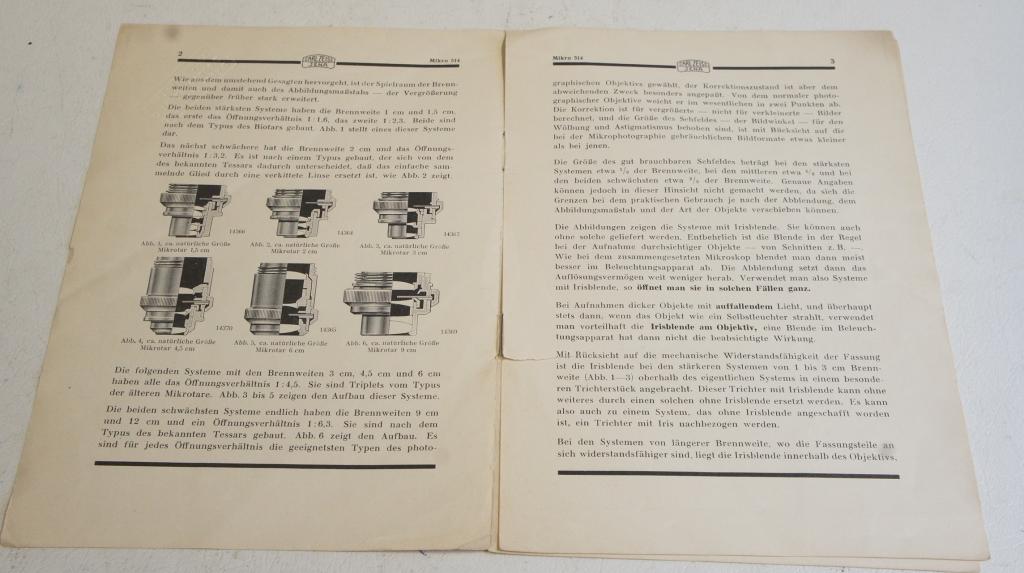 2
CARL ZEISS
JENA
Mikro 514
Wie aus dem umstehend Gesagten hervorgeht, ist der Spielraum der Brenn-
weiten und damit auch des Abbildungsmaßstabs — der Vergrößerung
— gegenüber früher stark erweitert.
Die beiden stärksten Systeme haben die Brennweite 1 cm und 1,5 cm,
das erste das Öffnungsverhältnis 1:1,6, das zweite 1:2,3. Beide sind
nach dem Typus des Biotars gebaut. Abb. 1 stellt eines dieser Systeme
dar.
Das nächst schwächere hat die Brennweite 2 cm und das Öffnungs-
verhältnis 1:3,2. Es ist nach einem Typus gebaut, der sich von dem
des bekannten Tessars dadurch unterscheidet, daß das einfache sam-
melnde Glied durch eine verkittete Linse ersetzt ist, wie Abb. 2 zeigt.
14366
14364
14367
Abb. 1, ca. natürliche Größe
Mikrotar 1,5 cm
Abb. 2, ca. natürliche Größe
Mikrotar 2 cm
Abb. 3, ca. natürliche Größe
Mikrotar 3 cm
14370
14365
14369
Abb. 4, ca. natürliche Größe
Mikrotar 4,5 cm
Abb. 5, ca. natürliche Größe
Mikrotar 6 cm
Abb. 6, ca. natürliche Größe
Mikrotar 9 cm
Die folgenden Systeme mit den Brennweiten 3 cm, 4,5 cm und 6 cm
haben alle das Öffnungsverhältnis 1:4,5. Sie sind Triplets vom Typus
der älteren Mikrotare. Abb. 3 bis 5 zeigen den Aufbau dieser Systeme.
Die beiden schwächsten Systeme endlich haben die Brennweiten 9 cm
und 12 cm und ein Öffnungsverhältnis 1:6,3. Sie sind nach dem
Typus des bekannten Tessars gebaut. Abb. 6 zeigt den Aufbau. Es
sind für jedes Öffnungsverhältnis die geeignetsten Typen des photo-
Mikro 514
CARL ZEISS
JENA
3
graphischen Objektivs gewählt, der Korrektionszustand ist aber dem
abweichenden Zweck besonders angepaßt. Von dem normaler photo-
graphischer Objektive weicht er im wesentlichen in zwei Punkten ab.
Die Korrektion ist für vergrößerte — nicht für verkleinerte — Bilder
berechnet, und die Größe des Sehfeldes — der Bildwinkel — für den
Wölbung und Astigmatismus behoben sind, ist mit Rücksicht auf die
bei der Mikrophotographie gebräuchlichen Bildformate etwas kleiner
als bei jenen.
Die Größe des gut brauchbaren Sehfeldes beträgt bei den stärksten
Systemen etwa der Brennweite, bei den mittleren etwa und bei
den beiden schwächsten etwa der Brennweite. Genaue Angaben
können jedoch in dieser Hinsicht nicht gemacht werden, da sich die
Grenzen bei dem praktischen Gebrauch je nach der Abblendung, dem
Abbildungsmaßstab und der Art der Objekte verschieben können.
Die Abbildungen zeigen die Systeme mit Irisblende. Sie können auch
ohne solche geliefert werden. Entbehrlich ist die Blende in der Regel
bei der Aufnahme durchsichtiger Objekte — von Schnitten z. B. —.
Wie bei dem zusammengesetzten Mikroskop blendet man dann meist
besser im Beleuchtungsapparat ab. Die Abblendung setzt dann das
Auflösungsvermögen weit weniger herab. Verwendet man also Systeme
mit Irisblende, so öffnet man sie in solchen Fällen ganz.
Bei Aufnahmen dicker Objekte mit auffallendem Licht, und überhaupt
stets dann, wenn das Objekt wie ein Selbstleuchter strahlt, verwendet
man vorteilhaft die Irisblende am Objektiv, eine Blende im Beleuch-
tungsapparat hat dann nicht die beabsichtigte Wirkung.
Mit Rücksicht auf die mechanische Widerstandsfähigkeit der Fassung
ist die Irisblende bei den stärkeren Systemen von 1 bis 3 cm Brenn-
weite (Abb. 1—3) oberhalb des eigentlichen Systems in einem besonde-
ren Trichterstück angebracht. Dieser Trichter mit Irisblende kann ohne
weiteres durch einen solchen ohne Irisblende ersetzt werden. Es kann
also auch zu einem System, das ohne Irisblende angeschafft worden
ist, ein Trichter mit Iris nachbezogen werden.
Bei den Systemen von längerer Brennweite, wo die Fassungsteile an
sich widerstandsfähiger sind, liegt die Irisblende innerhalb des Objektivs,